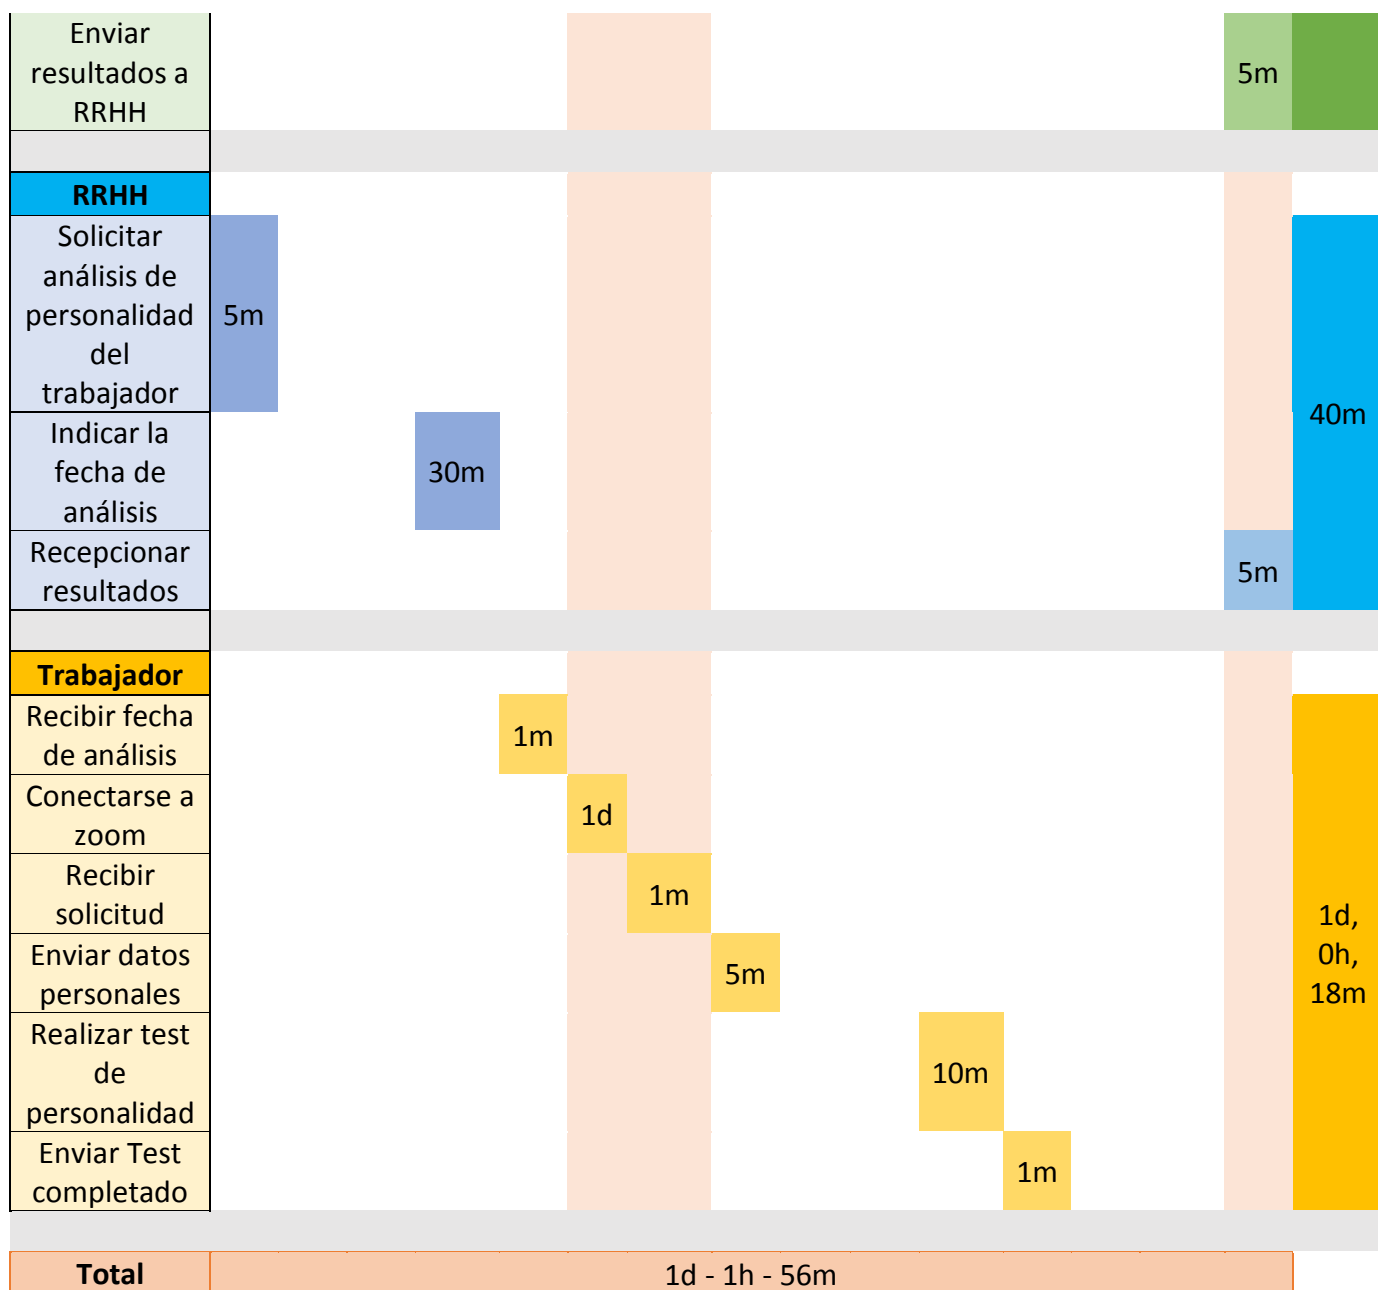 Enviar
resultados a
RRHH
5m
RRHH
Solicitar
análisis de
personalidad
del
trabajador
5m
40m
Indicar la
fecha de
análisis
30m
Recepcionar
resultados
5m
Trabajador
Recibir fecha
de análisis
1m
Conectarse a
zoom
1d
Recibir
solicitud
1m
1d,
0h,
18m
Enviar datos
personales
5m
Realizar test
de
personalidad
10m
Enviar Test
completado
1m
Total
1d - 1h - 56m